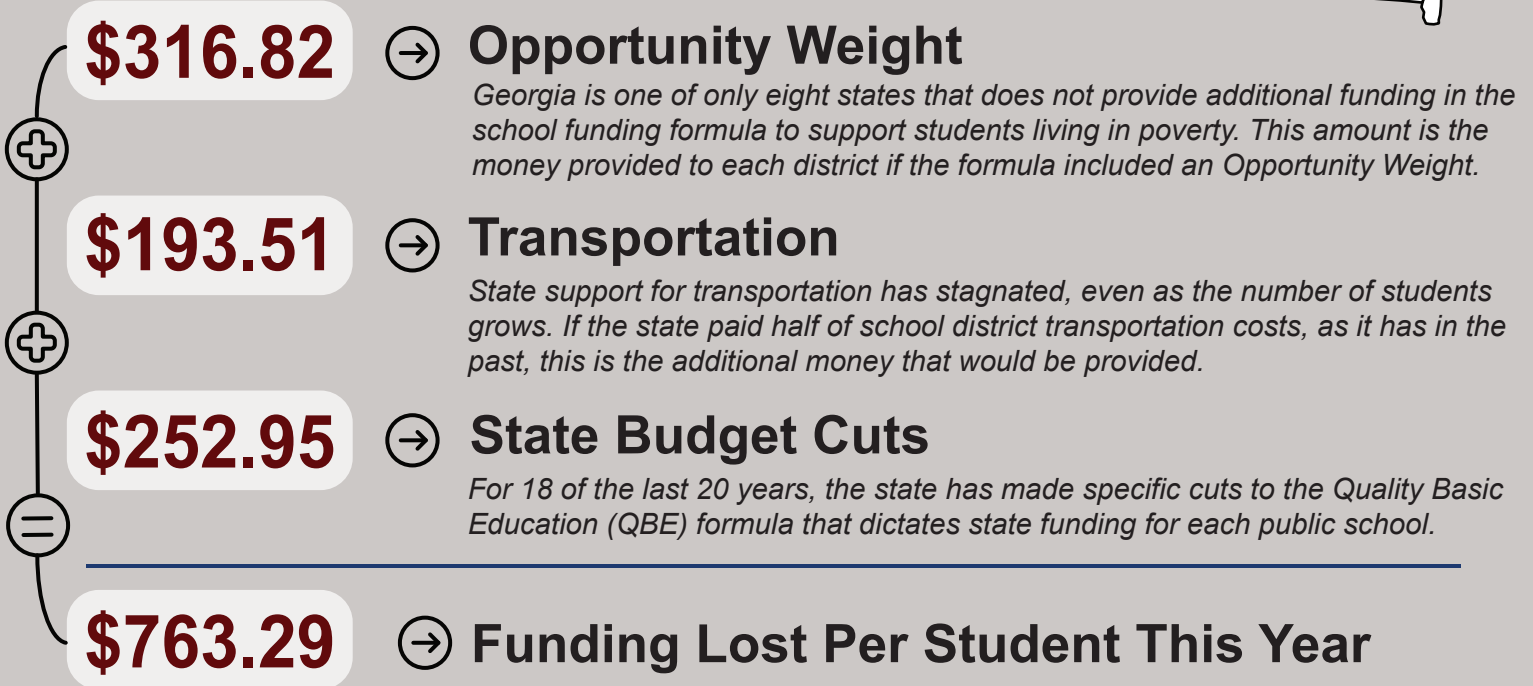 $316.82 Opportunity Weight
Georgia is one of only eight states that does not provide additional funding in the
school funding formula to support students living in poverty. This amount is the
money provided to each district if the formula included an Opportunity Weight.
$193.51 Transportation
State support for transportation has stagnated, even as the number of students
grows. If the state paid half of school district transportation costs, as it has in the
past, this is the additional money that would be provided.
$252.95 State Budget Cuts
For 18 of the last 20 years, the state has made specific cuts to the Quality Basic
Education (QBE) formula that dictates state funding for each public school.
$763.29 Funding Lost Per Student This Year